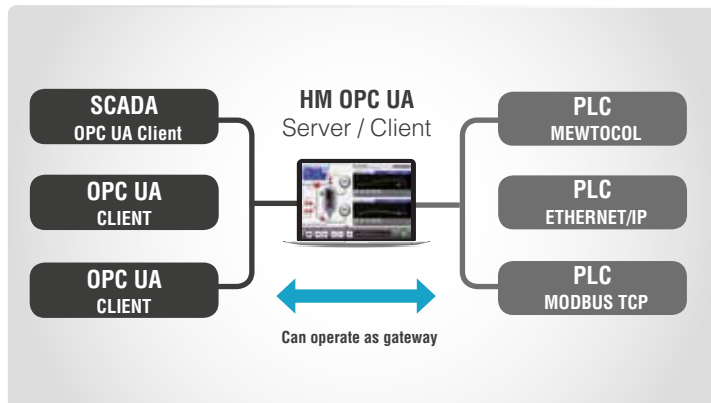 SCADA
OPC UA Client
OPC UA
CLIENT
OPC UA
CLIENT
HM OPC UA
Server / Client
Can operate as gateway
PLC
MEWTOCOL
PLC
ETHERNET/IP
PLC
MODBUS TCP